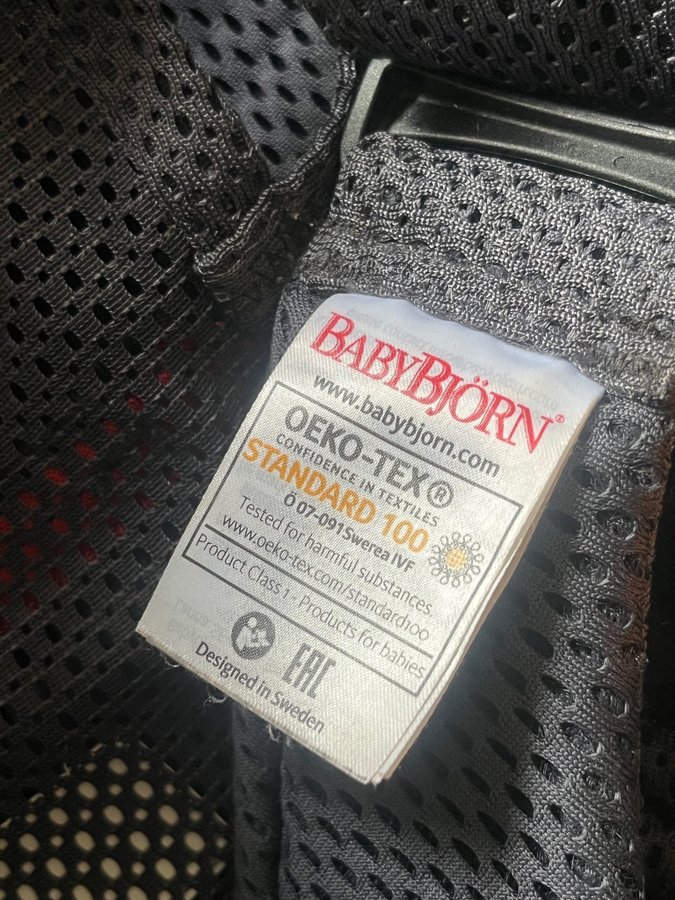 BABYBJÖRN®
www.babybjorn.com
OEKO-TEX®
CONFIDENCE IN TEXTILES
STANDARD 100
Ö 07-091 Swerea IVF
Tested for harmful substances.
www.oeko-tex.com/standard100
Product Class 1 - Products for babies
EAC
Designed in Sweden